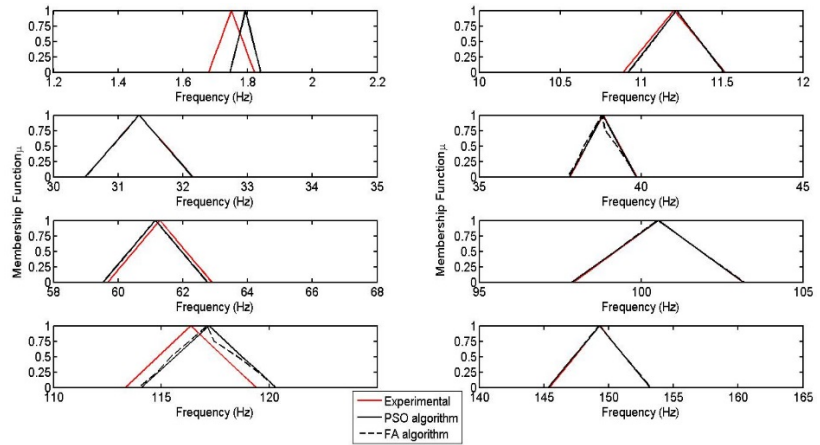 1
0.75
0.5
0.25
0
1.2 1.4 1.6 1.8 2 2.2
Frequency (Hz)
1
0.75
0.5
0.25
0
10 10.5 11 11.5 12
Frequency (Hz)
1
0.75
0.5
0.25
0
30 31 32 33 34 35
Frequency (Hz)
1
0.75
0.5
0.25
0
35 40 45
Frequency (Hz)
Membership Function μ
Membership Function μ
1
0.75
0.5
0.25
0
58 60 62 64 66 68
Frequency (Hz)
1
0.75
0.5
0.25
0
95 100 105
Frequency (Hz)
1
0.75
0.5
0.25
0
110 115 120
Frequency (Hz)
1
0.75
0.5
0.25
0
140 145 150 155 160 165
Frequency (Hz)
Experimental
PSO algorithm
FA algorithm